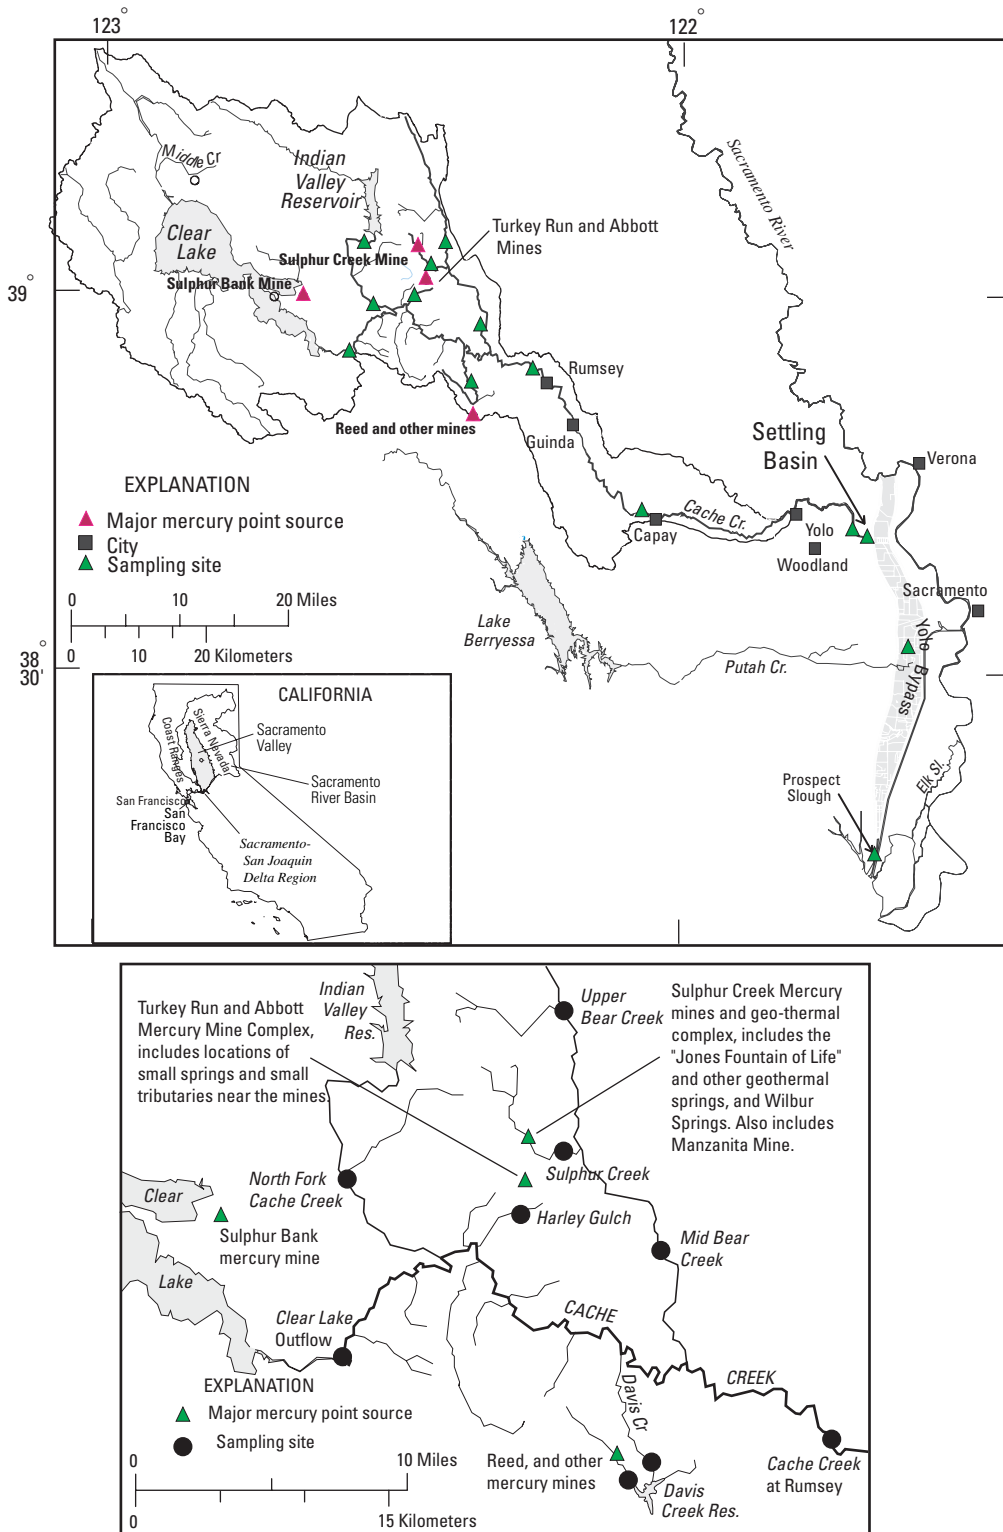 123°
122°
Middle Cr
Indian
Valley
Reservoir
Sacramento River
Clear
Lake
Turkey Run and Abbott
Mines
Sulphur Creek Mine
Sulphur Bank Mine
39°
Rumsey
Reed and other mines
Guinda
Settling
Basin
Verona
EXPLANATION
Major mercury point source
City
Sampling site
Capay
Cache Cr.
Yolo
Woodland
0 10 20 Miles
0 10 20 Kilometers
Sacramento
Lake
Berryessa
Putah Cr.
Yolo Bypass
38°
30'
CALIFORNIA
Coast Ranges
Sierra Nevada
Sacramento
Valley
Sacramento
River Basin
San Francisco
San
Francisco
Bay
Sacramento-
San Joaquin
Delta Region
Prospect
Slough
Elk Sl.
Turkey Run and Abbott
Mercury Mine Complex,
includes locations of
small springs and small
tributaries near the mines.
Indian
Valley
Res.
Upper
Bear Creek
Sulphur Creek Mercury
mines and geo-thermal
complex, includes the
"Jones Fountain of Life"
and other geothermal
springs, and Wilbur
Springs. Also includes
Manzanita Mine.
North Fork
Cache Creek
Sulphur Creek
Clear
Harley Gulch
Sulphur Bank
mercury mine
Mid Bear
Creek
Lake
Clear Lake
Outflow
CACHE
CREEK
Davis Cr
EXPLANATION
Major mercury point source
Sampling site
0 10 Miles
0 15 Kilometers
Reed, and other
mercury mines
Davis
Creek Res.
Cache Creek
at Rumsey